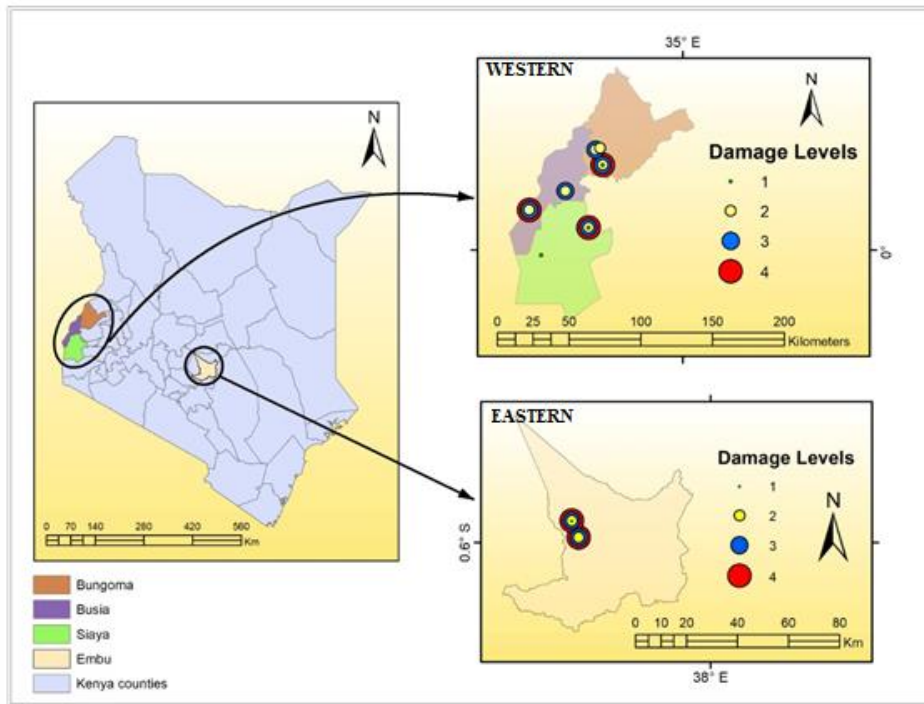 N
0 70 140 280 420 560
Km
Bungoma
Busia
Siaya
Embu
Kenya counties
35° E
WESTERN
N
Damage Levels
1
2
3
4
0°
0 25 50 100 150 200
Kilometers
EASTERN
Damage Levels
1
2
3
4
N
0.6° S
0 10 20 40 60 80
Km
38° E